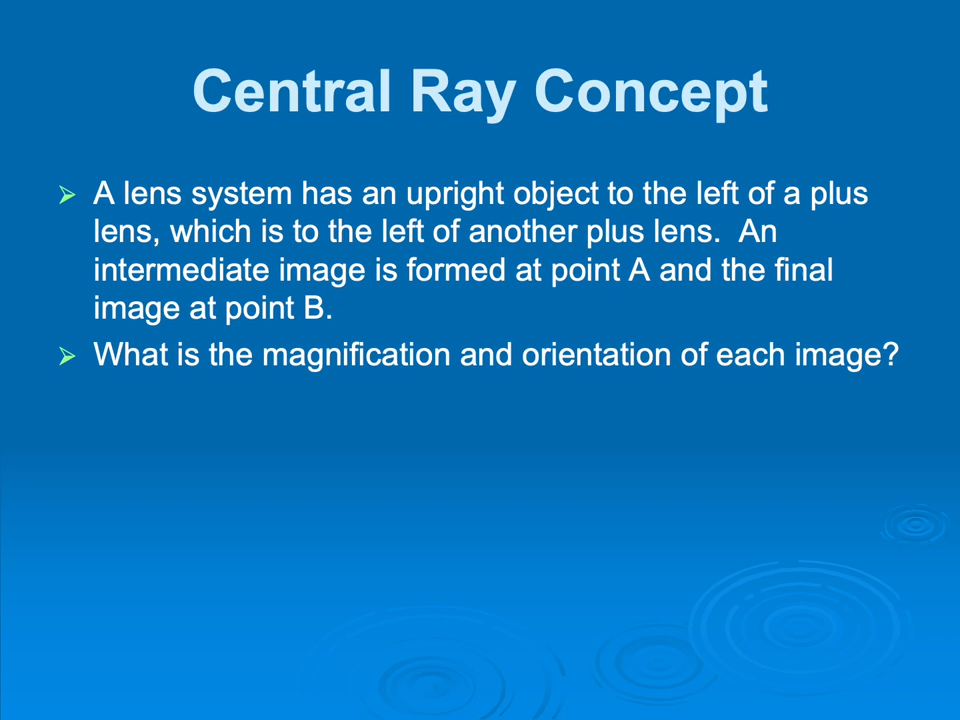 Central Ray Concept
A lens system has an upright object to the left of a plus
lens, which is to the left of another plus lens.  An
intermediate image is formed at point A and the final
image at point B.
What is the magnification and orientation of each image?